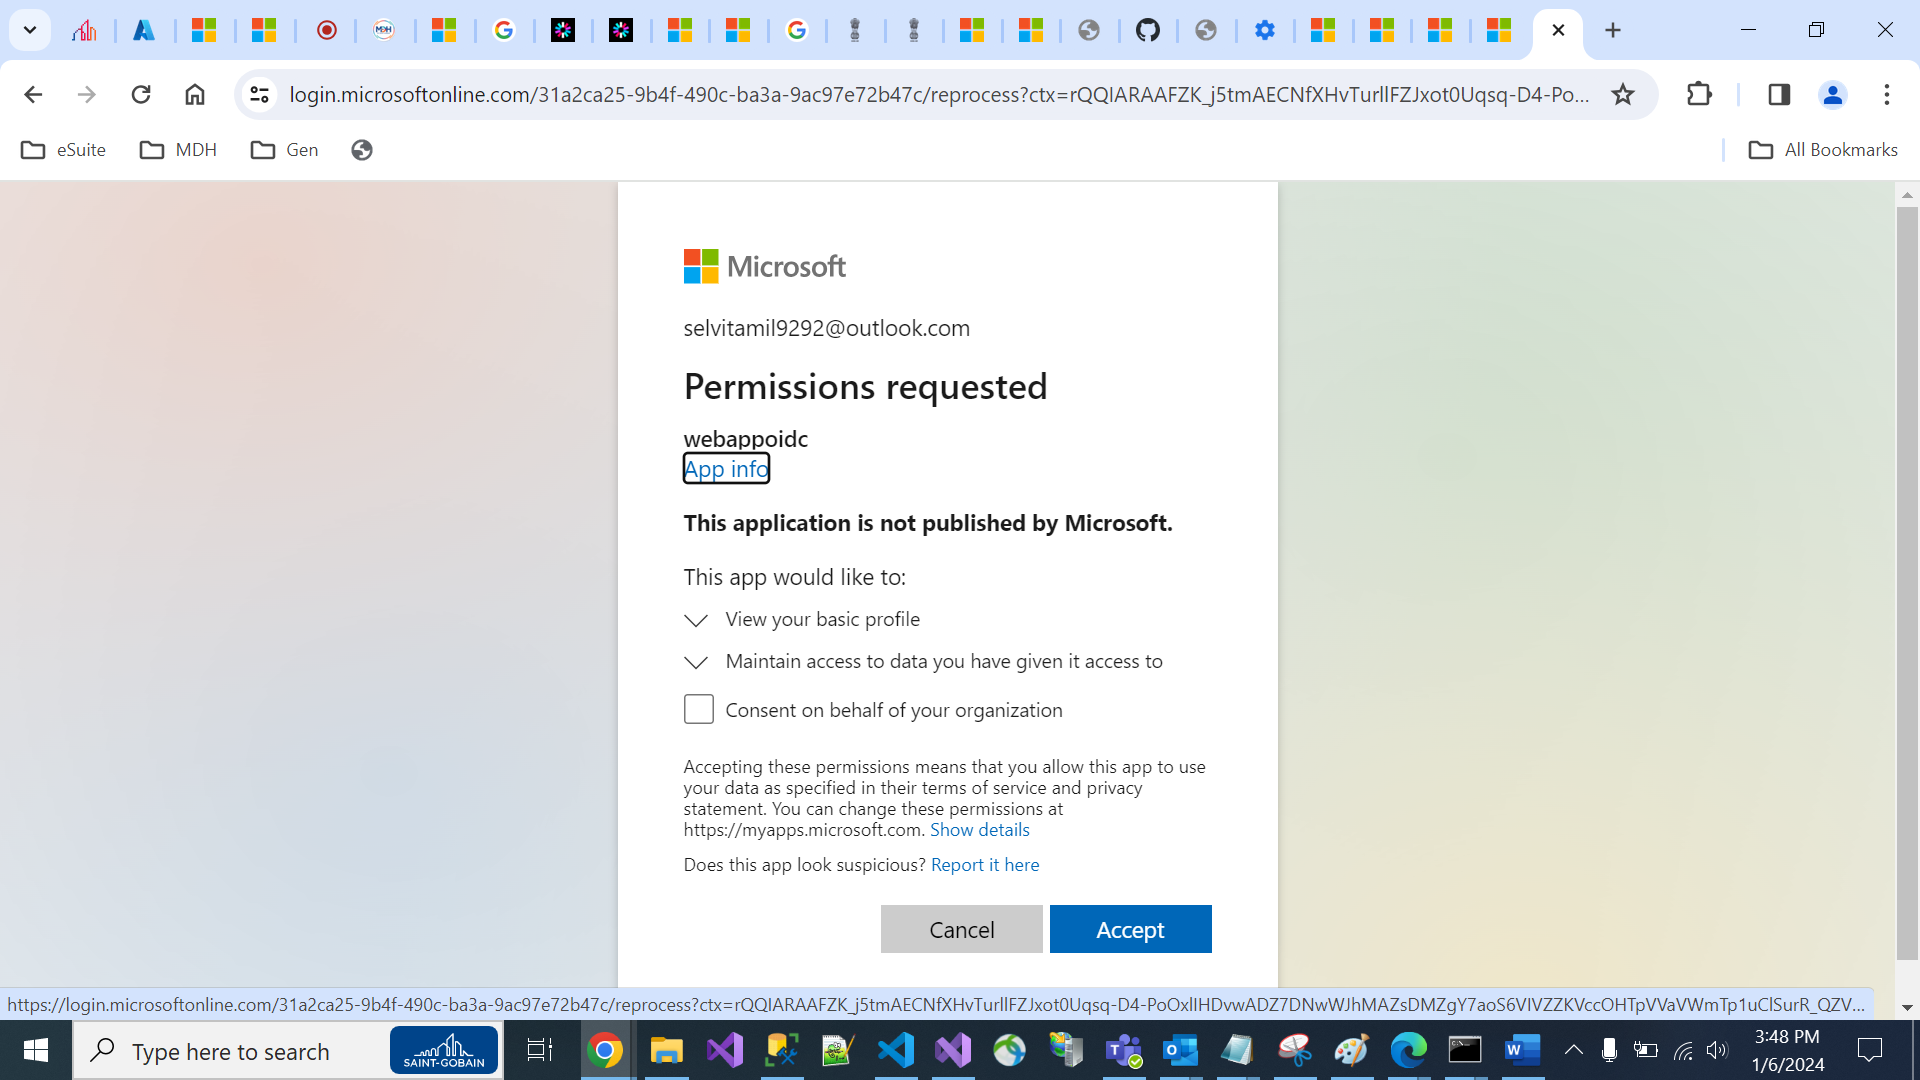 login.microsoftonline.com/31a2ca25-9b4f-490c-ba3a-9ac97e72b47c/reprocess?ctx=rQQIARAAFZK_j5tmAECNfXHvTurllFZJxot0Uqsq-D4-Po...
eSuite
MDH
Gen
All Bookmarks
Microsoft
selvitamil9292@outlook.com
Permissions requested
webappoidc
App info
This application is not published by Microsoft.
This app would like to:
View your basic profile
Maintain access to data you have given it access to
Consent on behalf of your organization
Accepting these permissions means that you allow this app to use
your data as specified in their terms of service and privacy
statement. You can change these permissions at
https://myapps.microsoft.com. Show details
Does this app look suspicious? Report it here
Cancel
Accept
https://login.microsoftonline.com/31a2ca25-9b4f-490c-ba3a-9ac97e72b47c/reprocess?ctx=rQQIARAAFZK_j5tmAECNfXHvTurllFZJxot0Uqsq-D4-PoOxlIHDvwADZ7DNwWJhMAZsDMZgY7aoS6VIVZZKVccOHTpVVaVWmTp1uClSurR_QZV...
Type here to search
SAINT-GOBAIN
3:48 PM
1/6/2024